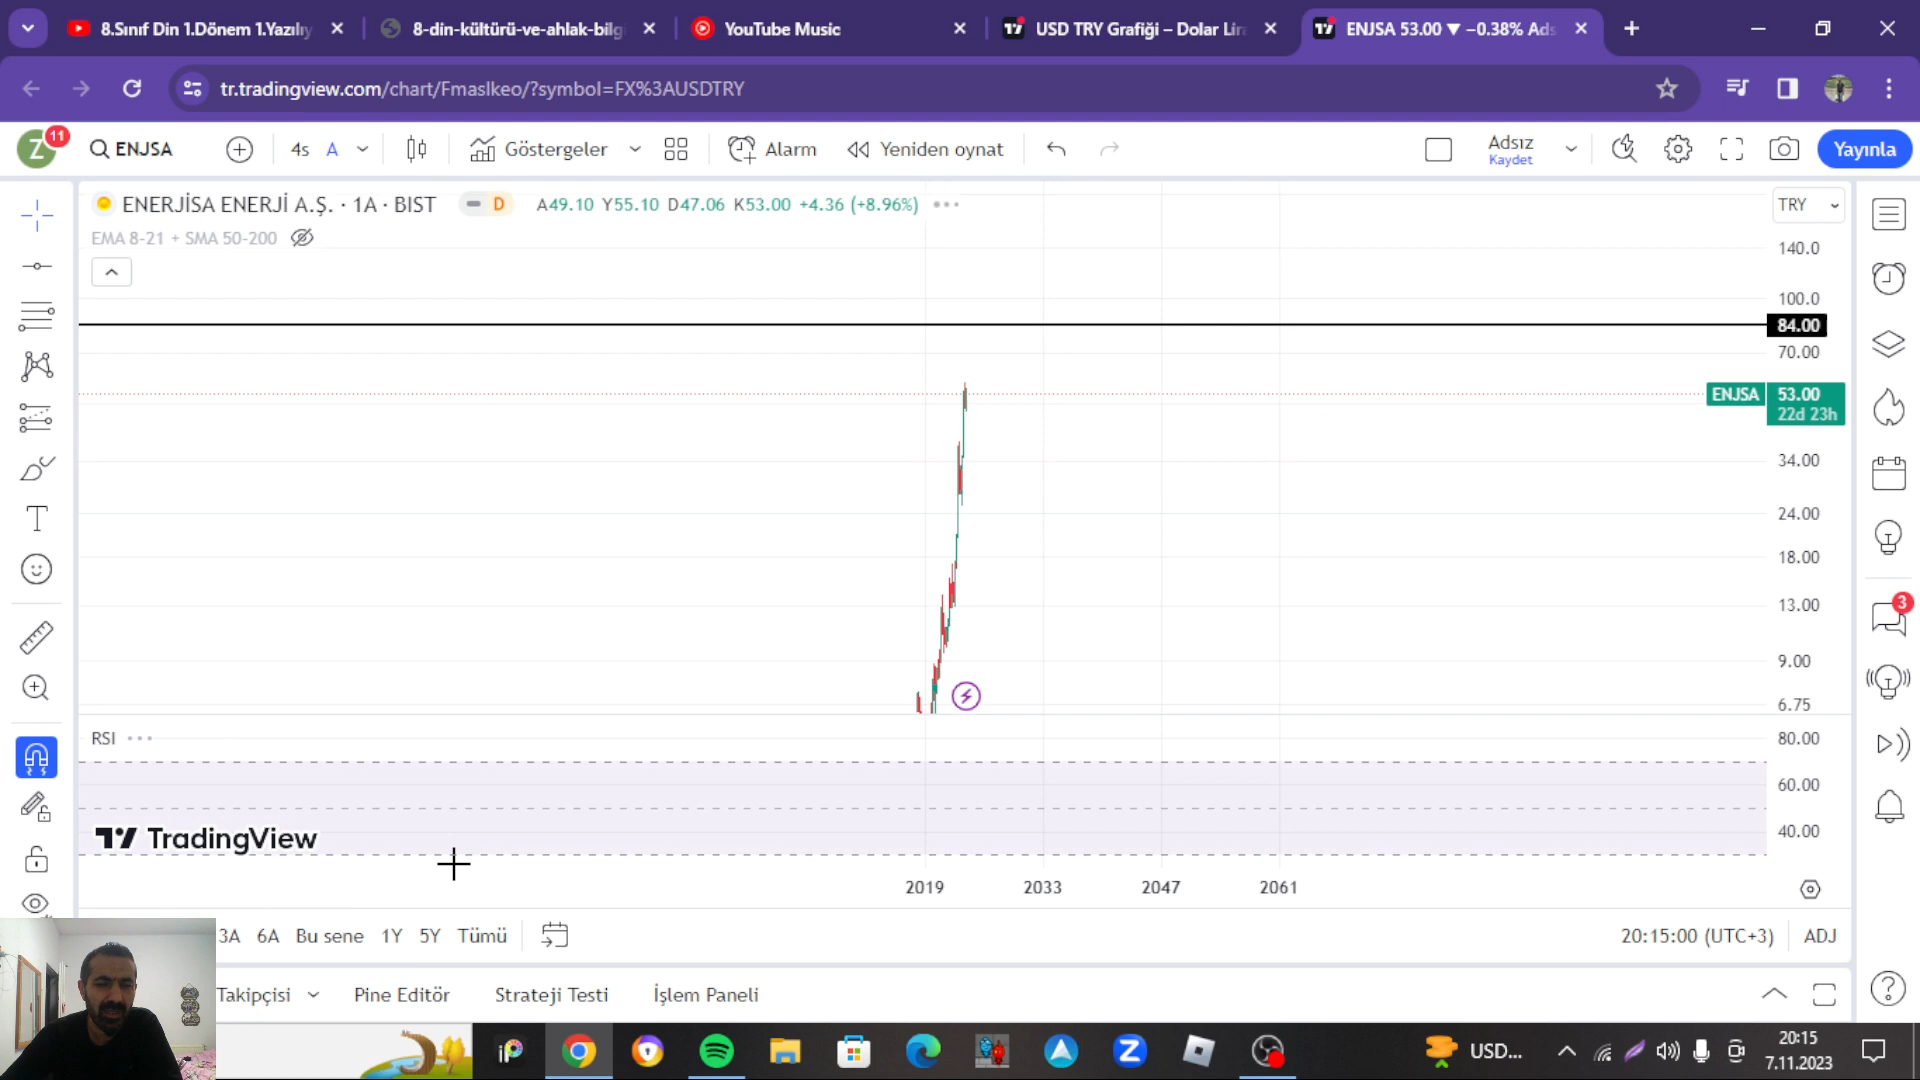 8.Sınıf Din 1.Dönem 1.Yazılıy
8-din-kültürü-ve-ahlak-bilg
YouTube Music
USD TRY Grafiği – Dolar Lira
ENJSA 53.00 ▼ −0.38% Ads
tr.tradingview.com/chart/Fmaslkeo/?symbol=FX%3AUSDTRY
Z
11
ENJSA
4s
A
Göstergeler
Alarm
Yeniden oynat
Adsız
Kaydet
Yayınla
ENERJİSA ENERJİ A.Ş. · 1A · BIST
D
A49.10 Y55.10 D47.06 K53.00 +4.36 (+8.96%)
TRY
EMA 8-21 + SMA 50-200
140.0
100.0
84.00
70.00
ENJSA
53.00
22d 23h
34.00
24.00
18.00
13.00
9.00
6.75
3
RSI
80.00
60.00
40.00
TradingView
2019
2033
2047
2061
3A
6A
Bu sene
1Y
5Y
Tümü
20:15:00 (UTC+3)
ADJ
Takipçisi
Pine Editör
Strateji Testi
İşlem Paneli
USD...
20:15
7.11.2023